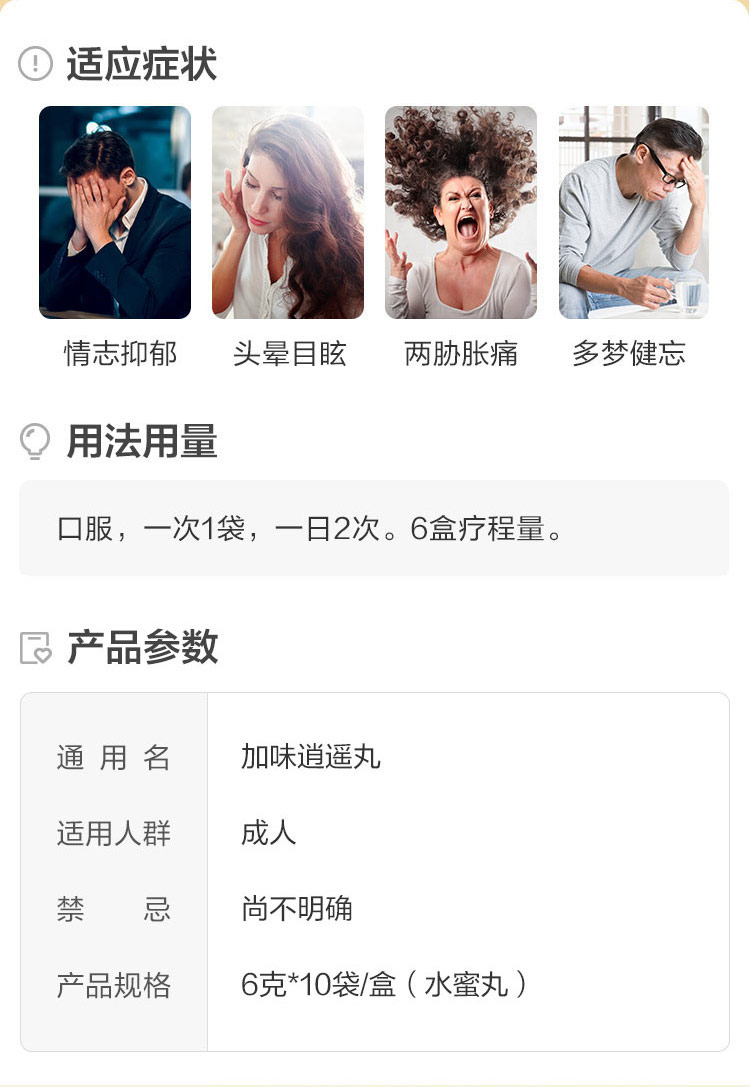 适应症状
情志抑郁 头晕目眩 两胁胀痛 多梦健忘
用法用量
口服，一次1袋，一日2次。6盒疗程量。
产品参数
通用名 加味逍遥丸
适用人群 成人
禁忌 尚不明确
产品规格 6克*10袋/盒（水蜜丸）